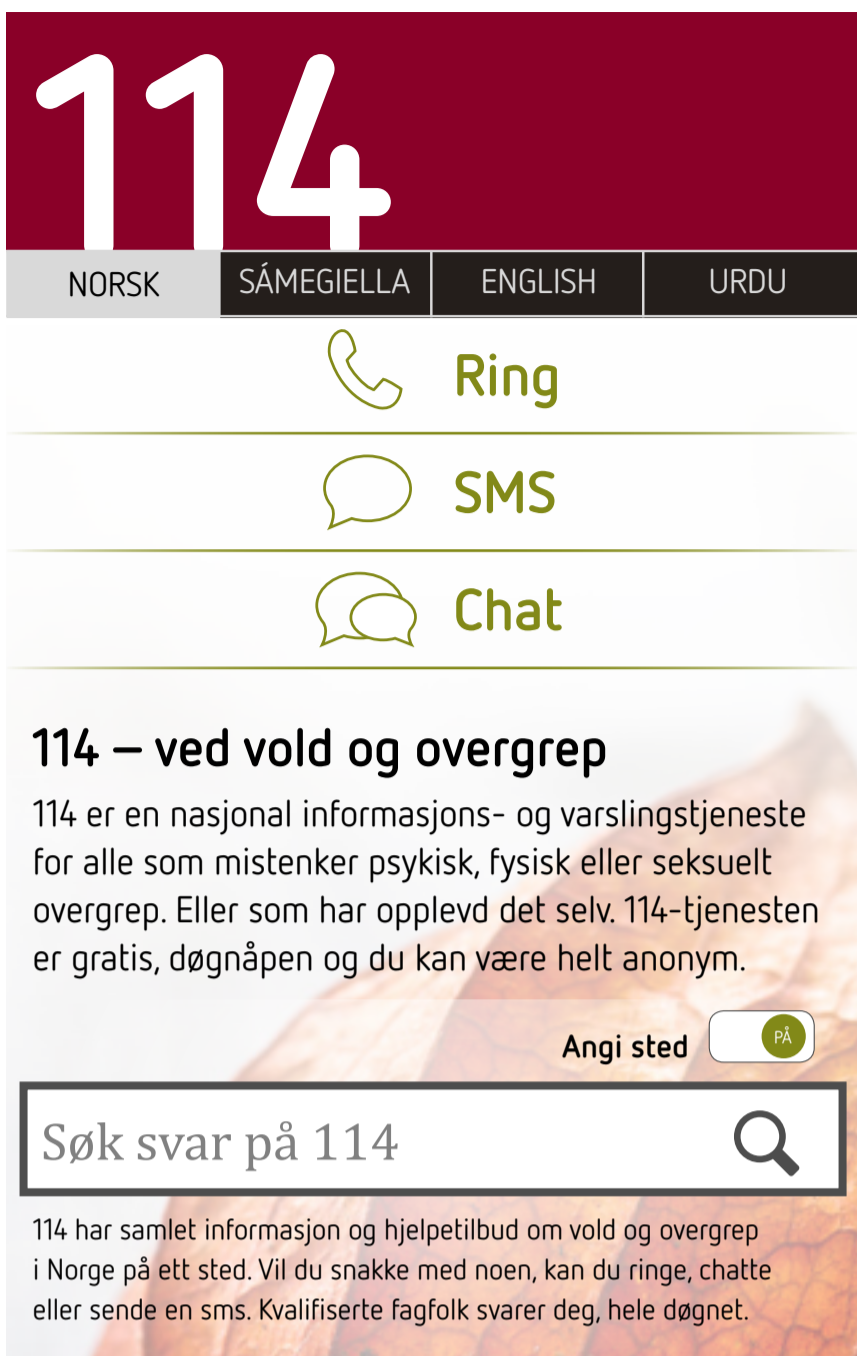 114
NORSK
SÁMEGIELLA
ENGLISH
URDU
Ring
SMS
Chat
114 – ved vold og overgrep
114 er en nasjonal informasjons- og varslingstjeneste
for alle som mistenker psykisk, fysisk eller seksuelt
overgrep. Eller som har opplevd det selv. 114-tjenesten
er gratis, døgnåpen og du kan være helt anonym.
Angi sted PÅ
Søk svar på 114
114 har samlet informasjon og hjelpetilbud om vold og overgrep
i Norge på ett sted. Vil du snakke med noen, kan du ringe, chatte
eller sende en sms. Kvalifiserte fagfolk svarer deg, hele døgnet.